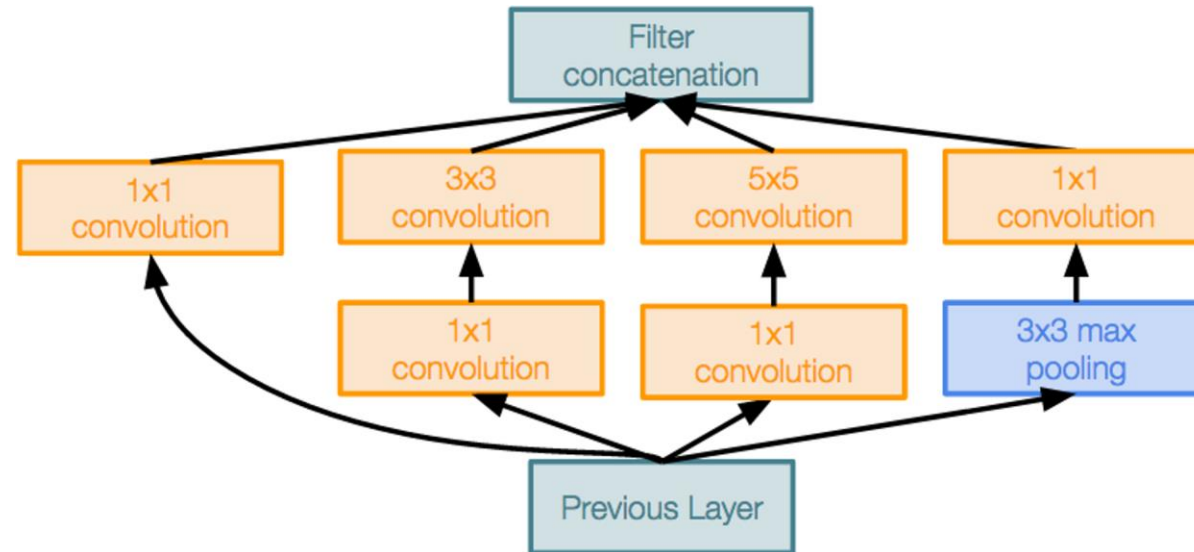 Filter
concatenation
1x1
convolution
3x3
convolution
5x5
convolution
1x1
convolution
1x1
convolution
1x1
convolution
3x3 max
pooling
Previous Layer